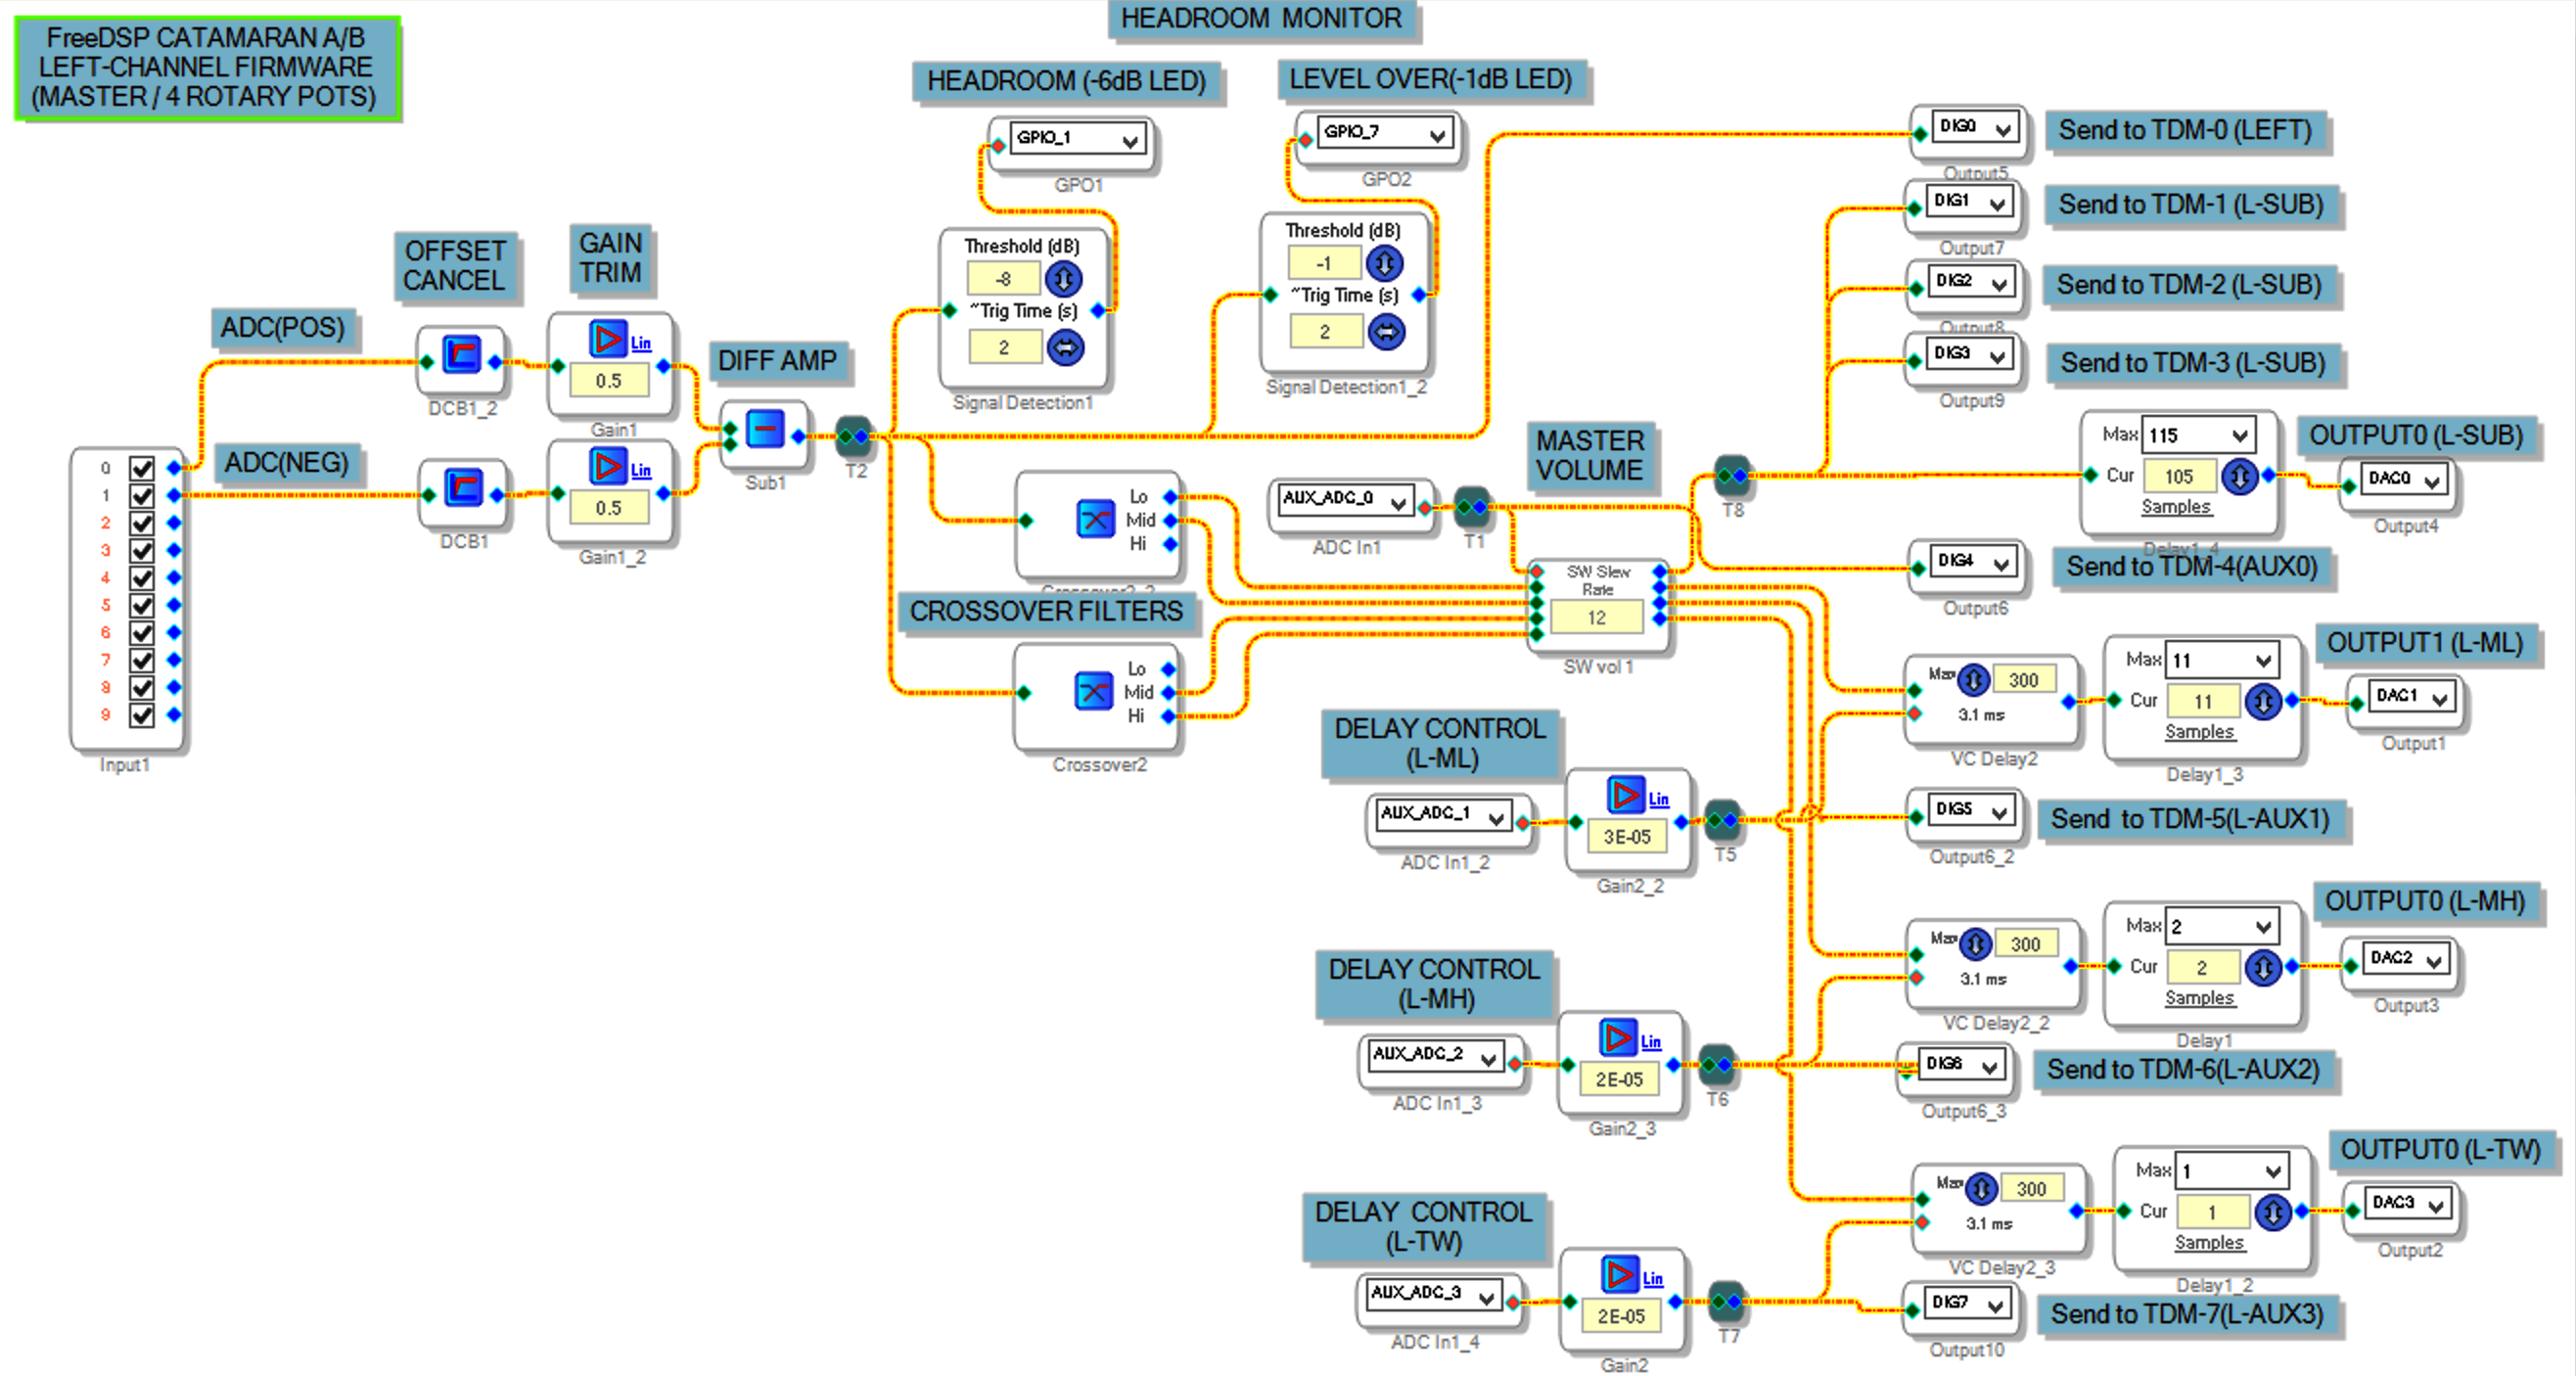 FreeDSP CATAMARAN A/B
LEFT-CHANNEL FIRMWARE
(MASTER / 4 ROTARY POTS)
HEADROOM MONITOR
HEADROOM (-6dB LED)
LEVEL OVER(-1dB LED)
GPIO_1
GPO1
GPIO_7
GPO2
Threshold (dB)
-8
~Trig Time (s)
2
Signal Detection1
Threshold (dB)
-1
~Trig Time (s)
2
Signal Detection1_2
DIG0
Output5
Send to TDM-0 (LEFT)
DIG1
Output7
Send to TDM-1 (L-SUB)
DIG2
Output8
Send to TDM-2 (L-SUB)
DIG3
Output9
Send to TDM-3 (L-SUB)
OFFSET
CANCEL
GAIN
TRIM
ADC(POS)
DCB1_2
Lin
0.5
Gain1
DIFF AMP
Sub1
T2
ADC(NEG)
DCB1
Lin
0.5
Gain1_2
0
1
2
3
4
5
6
7
8
9
Input1
Lo
Mid
Hi
Crossover2_2
CROSSOVER FILTERS
Lo
Mid
Hi
Crossover2
AUX_ADC_0
ADC In1
T1
MASTER
VOLUME
SW Slew
Rate
12
SW vol 1
T8
Max 115
Cur 105
Samples
Delay1_4
OUTPUT0 (L-SUB)
DAC0
Output4
DIG4
Output6
Send to TDM-4(AUX0)
Max 300
3.1 ms
VC Delay2
Max 11
Cur 11
Samples
Delay1_3
OUTPUT1 (L-ML)
DAC1
Output1
DELAY CONTROL
(L-ML)
AUX_ADC_1
ADC In1_2
Lin
3E-05
Gain2_2
T5
DIG5
Output6_2
Send to TDM-5(L-AUX1)
Max 300
3.1 ms
VC Delay2_2
Max 2
Cur 2
Samples
Delay1
OUTPUT0 (L-MH)
DAC2
Output3
DELAY CONTROL
(L-MH)
AUX_ADC_2
ADC In1_3
Lin
2E-05
Gain2_3
T6
DIG6
Output6_3
Send to TDM-6(L-AUX2)
Max 300
3.1 ms
VC Delay2_3
Max 1
Cur 1
Samples
Delay1_2
OUTPUT0 (L-TW)
DAC3
Output2
DELAY CONTROL
(L-TW)
AUX_ADC_3
ADC In1_4
Lin
2E-05
Gain2
T7
DIG7
Output10
Send to TDM-7(L-AUX3)